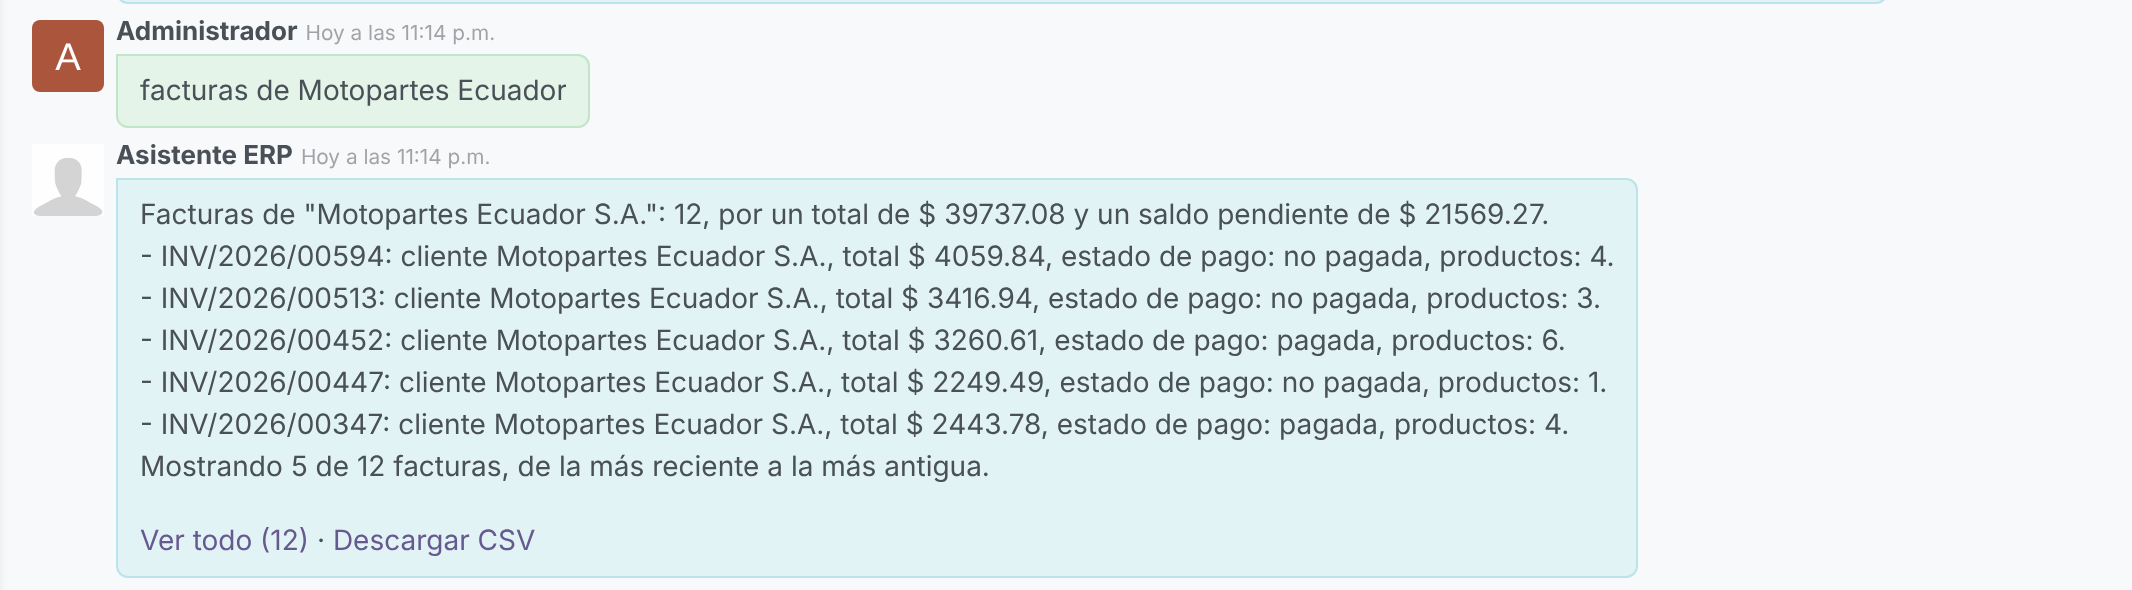 Administrador Hoy a las 11:14 p.m.
A
facturas de Motopartes Ecuador
Asistente ERP Hoy a las 11:14 p.m.
Facturas de "Motopartes Ecuador S.A.": 12, por un total de $ 39737.08 y un saldo pendiente de $ 21569.27.
- INV/2026/00594: cliente Motopartes Ecuador S.A., total $ 4059.84, estado de pago: no pagada, productos: 4.
- INV/2026/00513: cliente Motopartes Ecuador S.A., total $ 3416.94, estado de pago: no pagada, productos: 3.
- INV/2026/00452: cliente Motopartes Ecuador S.A., total $ 3260.61, estado de pago: pagada, productos: 6.
- INV/2026/00447: cliente Motopartes Ecuador S.A., total $ 2249.49, estado de pago: no pagada, productos: 1.
- INV/2026/00347: cliente Motopartes Ecuador S.A., total $ 2443.78, estado de pago: pagada, productos: 4.
Mostrando 5 de 12 facturas, de la más reciente a la más antigua.
Ver todo (12) · Descargar CSV